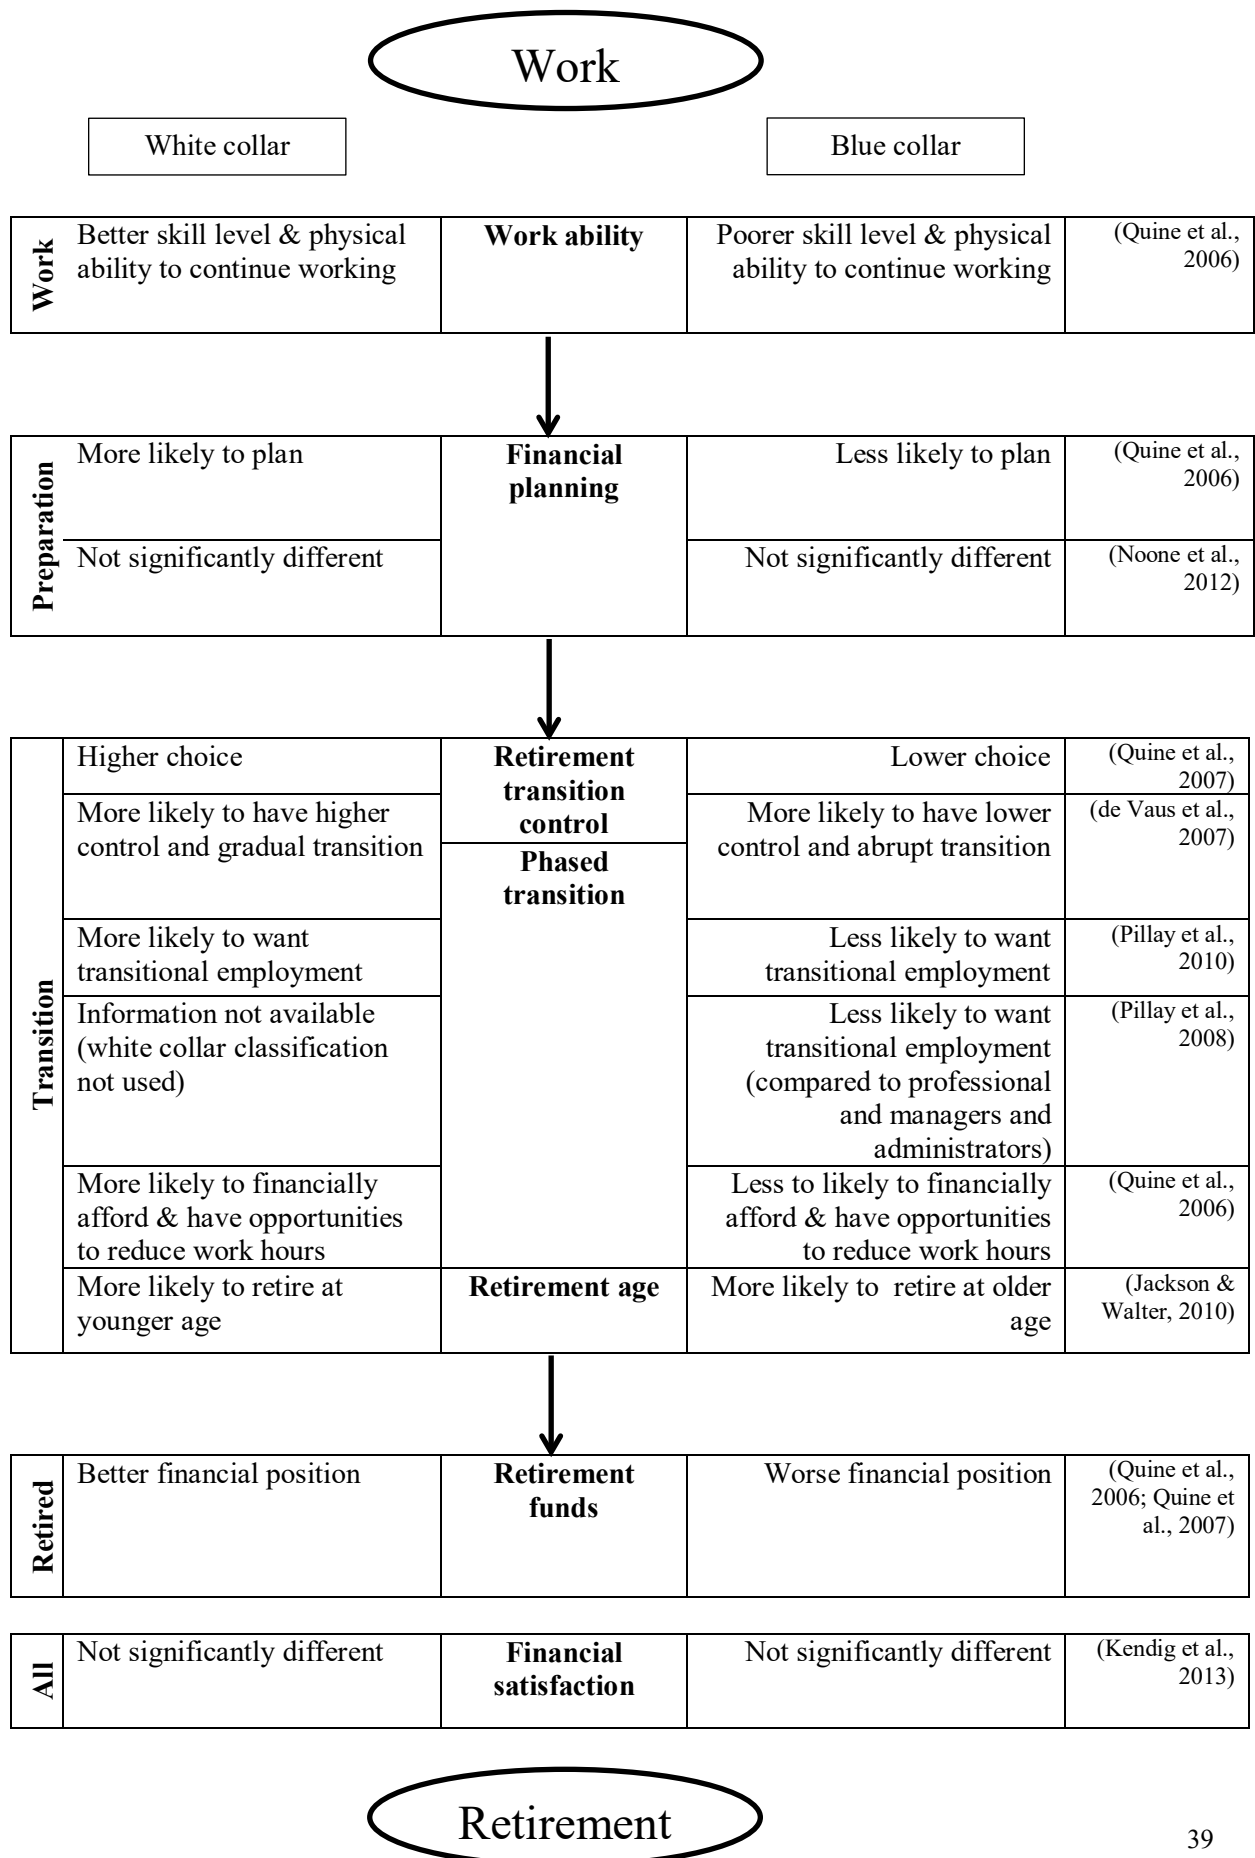 Work
White collar
Blue collar
Work
Better skill level & physical
ability to continue working
Work ability
Poorer skill level & physical
ability to continue working
(Quine et al.,
2006)
Preparation
More likely to plan
Financial
planning
Less likely to plan
(Quine et al.,
2006)
Not significantly different
Not significantly different
(Noone et al.,
2012)
Transition
Higher choice
Retirement
transition
control
Lower choice
(Quine et al.,
2007)
More likely to have higher
control and gradual transition
Phased
transition
More likely to have lower
control and abrupt transition
(de Vaus et al.,
2007)
More likely to want
transitional employment
Less likely to want
transitional employment
(Pillay et al.,
2010)
Information not available
(white collar classification
not used)
Less likely to want
transitional employment
(compared to professional
and managers and
administrators)
(Pillay et al.,
2008)
More likely to financially
afford & have opportunities
to reduce work hours
Less to likely to financially
afford & have opportunities
to reduce work hours
(Quine et al.,
2006)
More likely to retire at
younger age
Retirement age
More likely to  retire at older
age
(Jackson &
Walter, 2010)
Retired
Better financial position
Retirement
funds
Worse financial position
(Quine et al.,
2006; Quine et
al., 2007)
All
Not significantly different
Financial
satisfaction
Not significantly different
(Kendig et al.,
2013)
Retirement
39